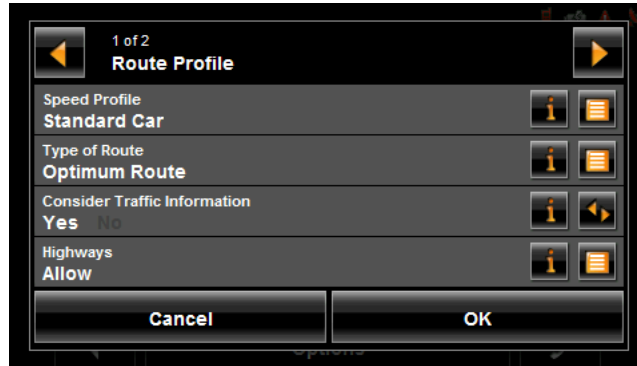 1 of 2
Route Profile
Speed Profile
Standard Car
Type of Route
Optimum Route
Consider Traffic Information
Yes No
Highways
Allow
Cancel OK
Options